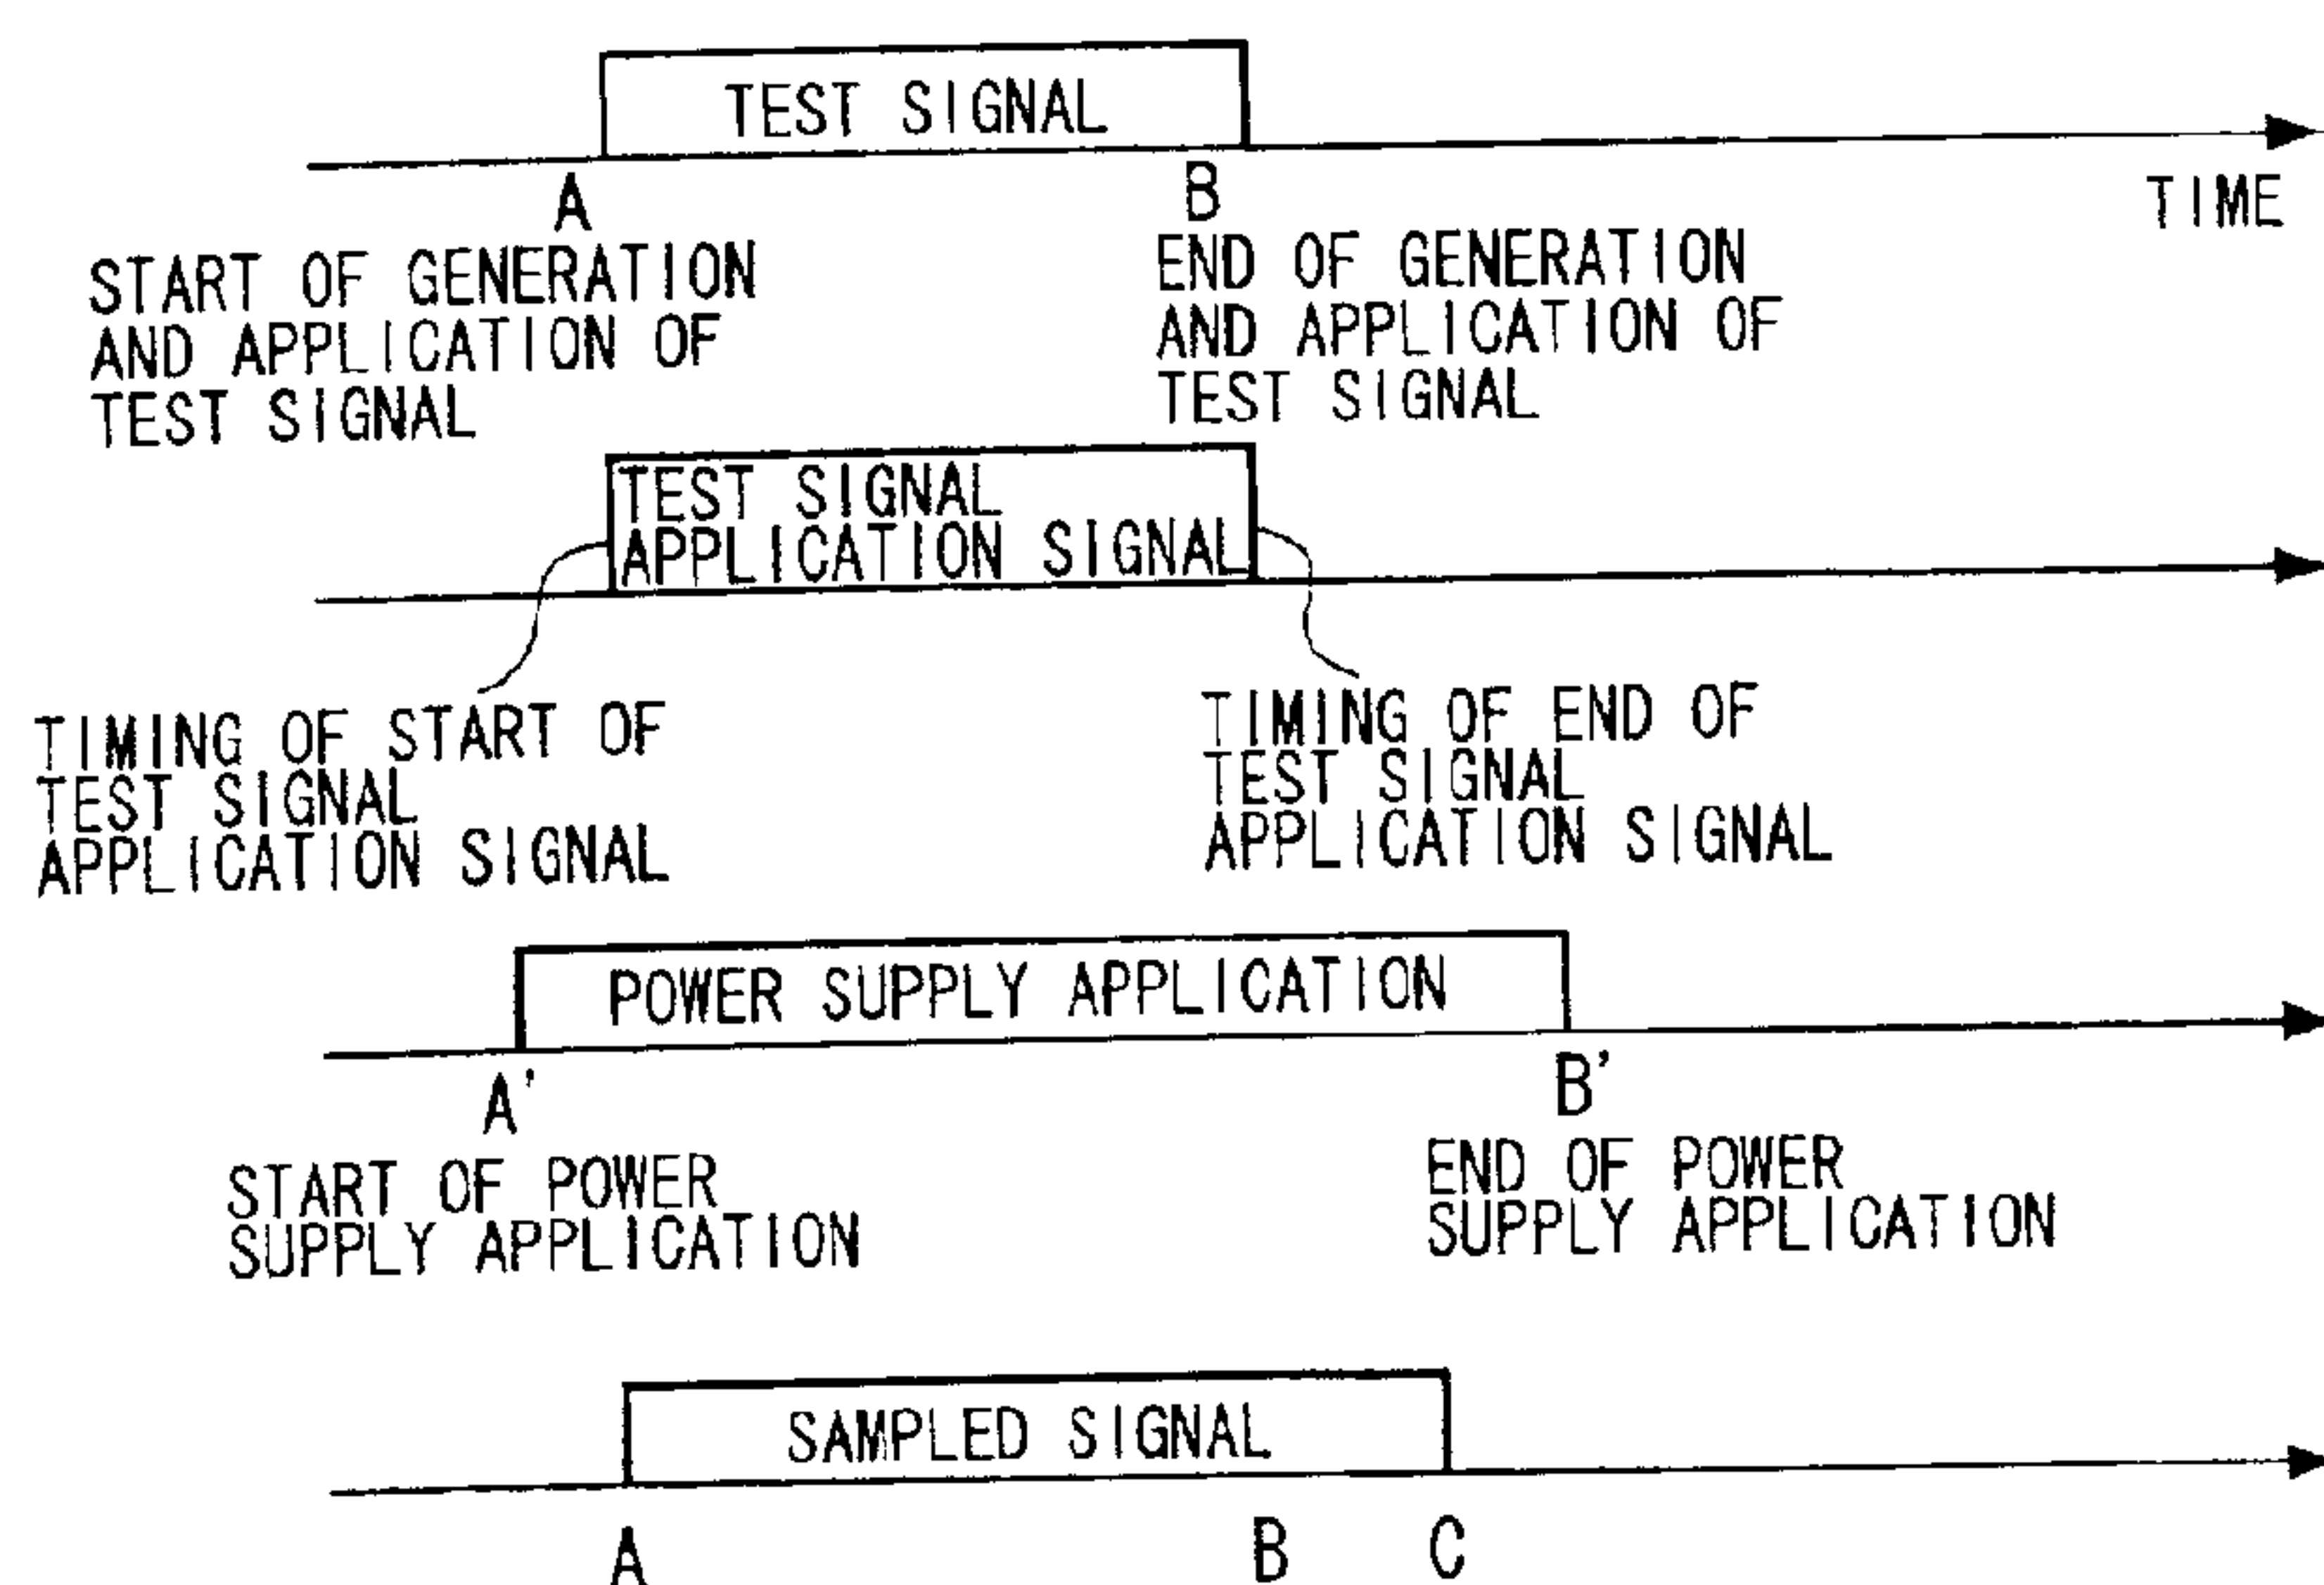 TEST SIGNAL
A
B
TIME
START OF GENERATION
AND APPLICATION OF
TEST SIGNAL
END OF GENERATION
AND APPLICATION OF
TEST SIGNAL
TEST SIGNAL
APPLICATION SIGNAL
TIMING OF START OF
TEST SIGNAL
APPLICATION SIGNAL
TIMING OF END OF
TEST SIGNAL
APPLICATION SIGNAL
POWER SUPPLY APPLICATION
A'
B'
START OF POWER
SUPPLY APPLICATION
END OF POWER
SUPPLY APPLICATION
SAMPLED SIGNAL
A
B
C